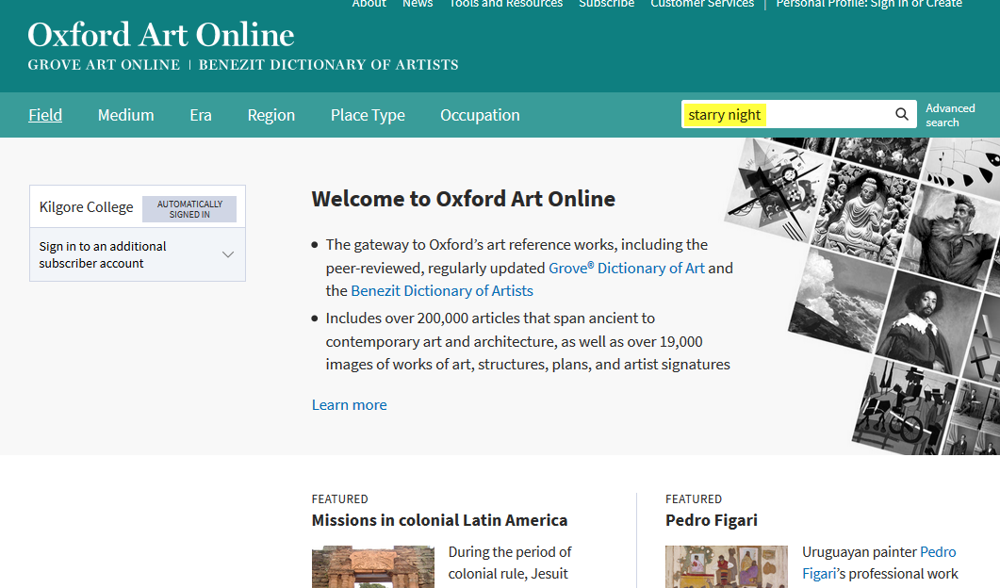 About News Tools and Resources Subscribe Customer Services | Personal Profile: Sign in or Create
Oxford Art Online
GROVE ART ONLINE | BENEZIT DICTIONARY OF ARTISTS
Field Medium Era Region Place Type Occupation
starry night
Advanced
search
Kilgore College
AUTOMATICALLY
SIGNED IN
Sign in to an additional
subscriber account
Welcome to Oxford Art Online
• The gateway to Oxford's art reference works, including the
peer-reviewed, regularly updated Grove® Dictionary of Art and
the Benezit Dictionary of Artists
• Includes over 200,000 articles that span ancient to
contemporary art and architecture, as well as over 19,000
images of works of art, structures, plans, and artist signatures
Learn more
FEATURED
Missions in colonial Latin America
During the period of
colonial rule, Jesuit
FEATURED
Pedro Figari
Uruguayan painter Pedro
Figari's professional work